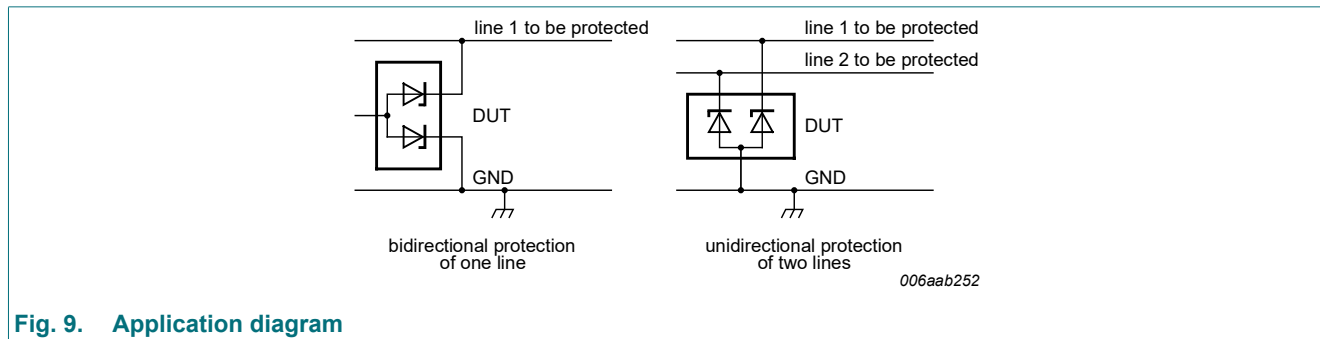 line 1 to be protected
DUT
GND
bidirectional protection
of one line
line 1 to be protected
line 2 to be protected
DUT
GND
unidirectional protection
of two lines
006aab252
Fig. 9. Application diagram